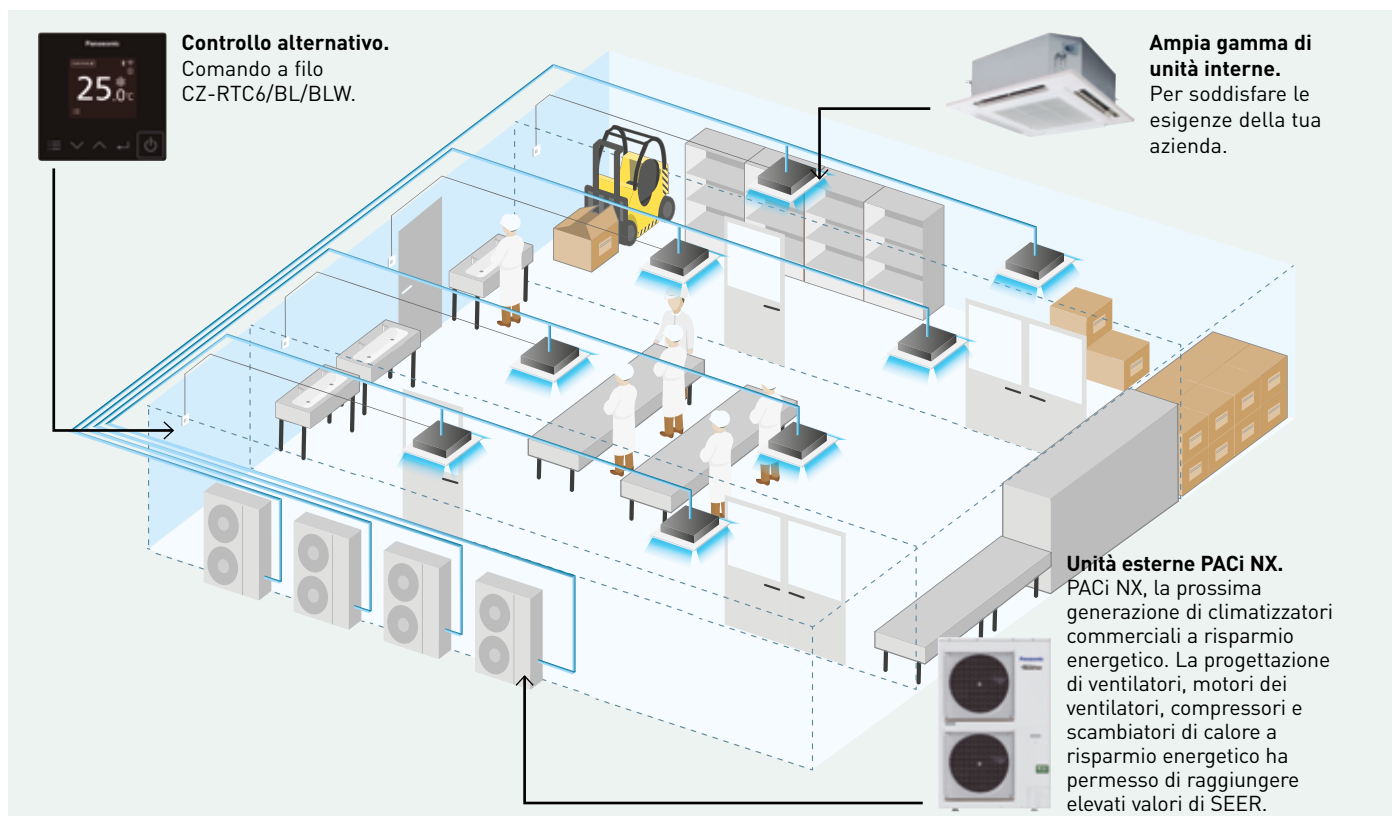 Panasonic
25.0°C
Controllo alternativo.
Comando a filo
CZ-RTC6/BL/BLW.
Ampia gamma di
unità interne.
Per soddisfare le
esigenze della tua
azienda.
Unità esterne PACi NX.
PACi NX, la prossima
generazione di climatizzatori
commerciali a risparmio
energetico. La progettazione
di ventilatori, motori dei
ventilatori, compressori e
scambiatori di calore a
risparmio energetico ha
permesso di raggiungere
elevati valori di SEER.
Panasonic